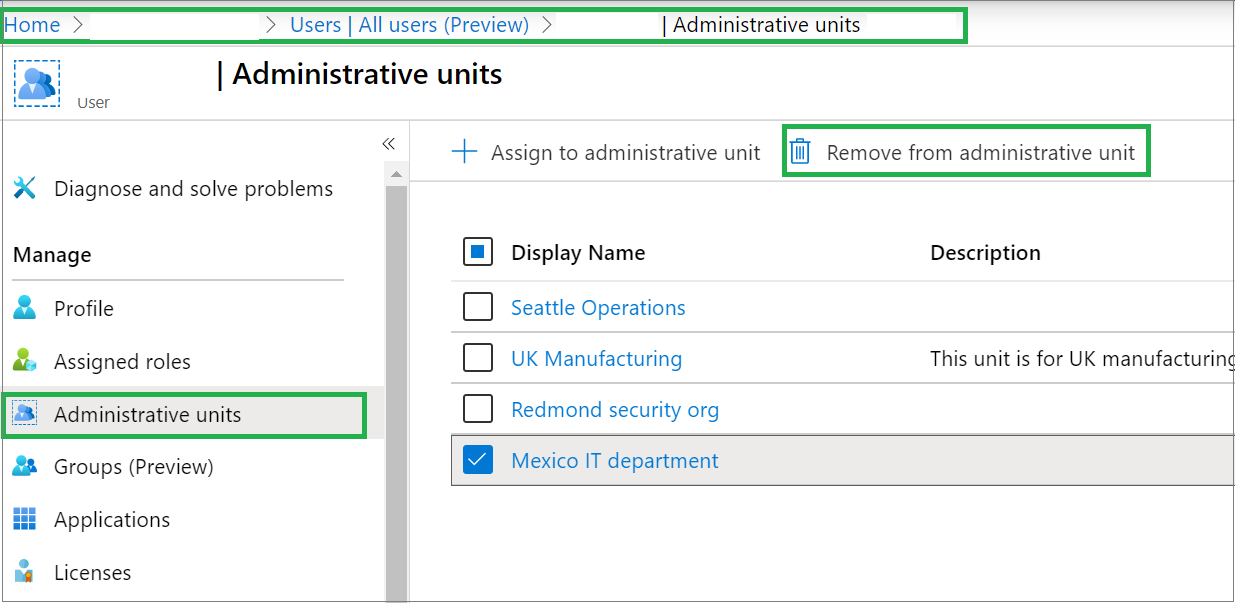 Home > > Users | All users (Preview) > | Administrative units
| Administrative units
User
«
Diagnose and solve problems
Manage
Profile
Assigned roles
Administrative units
Groups (Preview)
Applications
Licenses
+ Assign to administrative unit Remove from administrative unit
Display Name Description
Seattle Operations
UK Manufacturing This unit is for UK manufacturing
Redmond security org
Mexico IT department